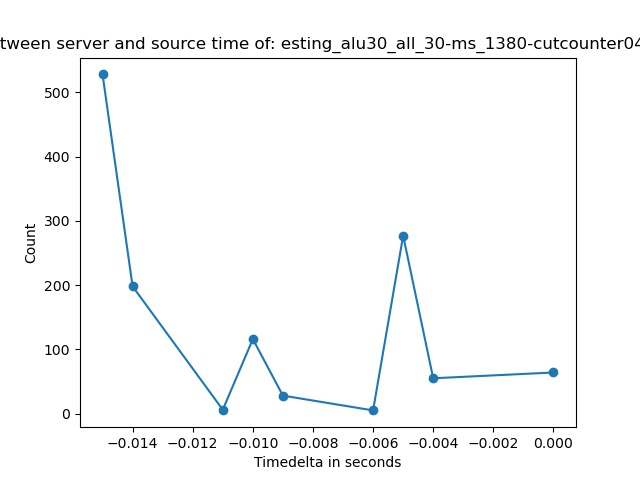 tween server and source time of: esting_alu30_all_30-ms_1380-cutcounter04
500
400
300
200
100
0
Count
−0.014 −0.012 −0.010 −0.008 −0.006 −0.004 −0.002 0.000
Timedelta in seconds